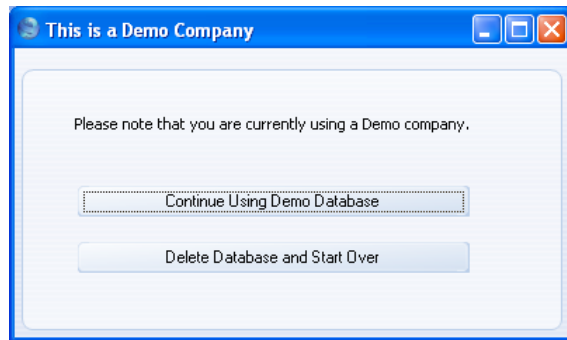 This is a Demo Company
Please note that you are currently using a Demo company.
Continue Using Demo Database
Delete Database and Start Over